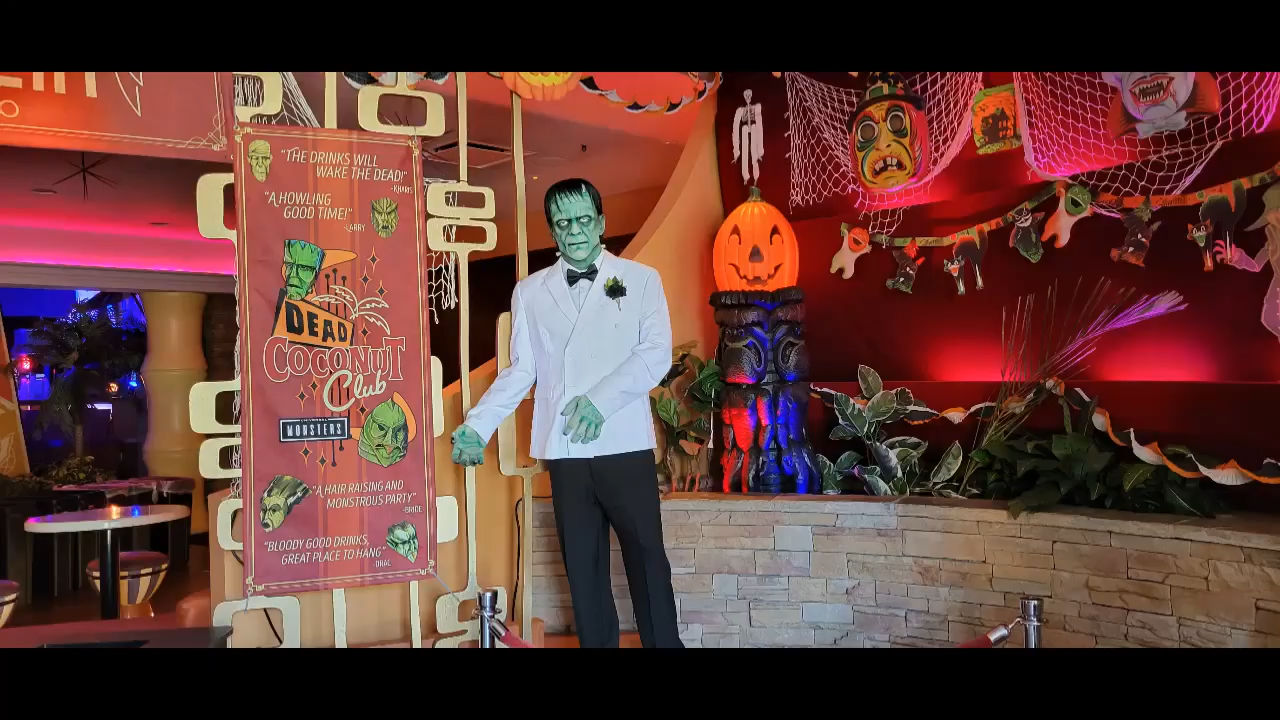 "THE DRINKS WILL
WAKE THE DEAD!"
-KHARIS
"A HOWLING
GOOD TIME!"
-LARRY
DEAD
COCONUT
Club
UNIVERSAL
MONSTERS
"A HAIR RAISING AND
MONSTROUS PARTY"
-BRIDE
"BLOODY GOOD DRINKS,
GREAT PLACE TO HANG"
-DRAC